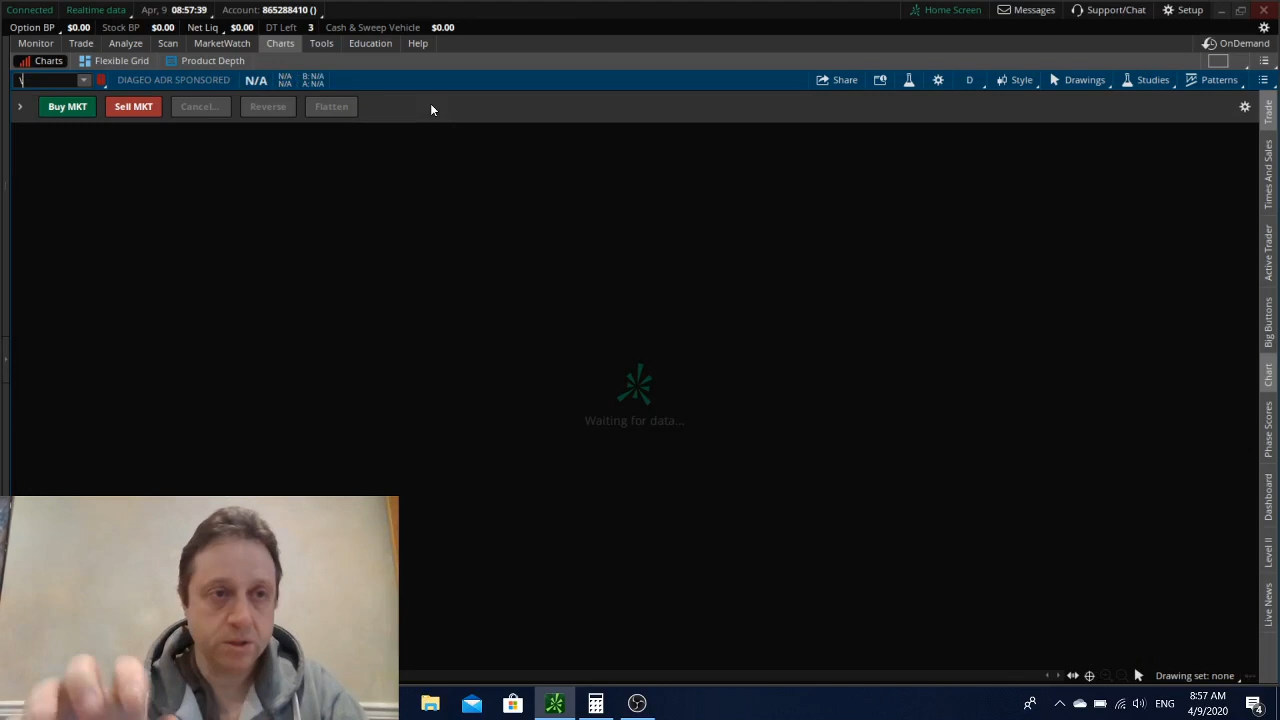 Connected Realtime data Apr, 9 08:57:39 Account: 865288410 () Home Screen Messages Support/Chat Setup
Option BP $0.00 Stock BP $0.00 Net Liq $0.00 DT Left 3 Cash & Sweep Vehicle $0.00
Monitor Trade Analyze Scan MarketWatch Charts Tools Education Help OnDemand
Charts Flexible Grid Product Depth
\ DIAGEO ADR SPONSORED N/A N/A N/A B: N/A A: N/A Share D Style Drawings Studies Patterns
Buy MKT Sell MKT Cancel... Reverse Flatten
Waiting for data...
Trade
Times And Sales
Active Trader
Big Buttons
Chart
Phase Scores
Dashboard
Level II
Live News
Drawing set: none
ENG 8:57 AM
4/9/2020
4